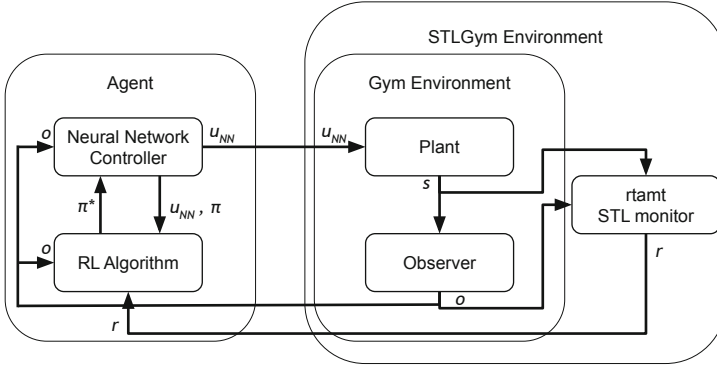 STLGym Environment
Agent
Gym Environment
o
Neural Network
Controller
u_NN
u_NN
Plant
s
π*
u_NN , π
rtamt
STL monitor
o
RL Algorithm
Observer
o
r
r